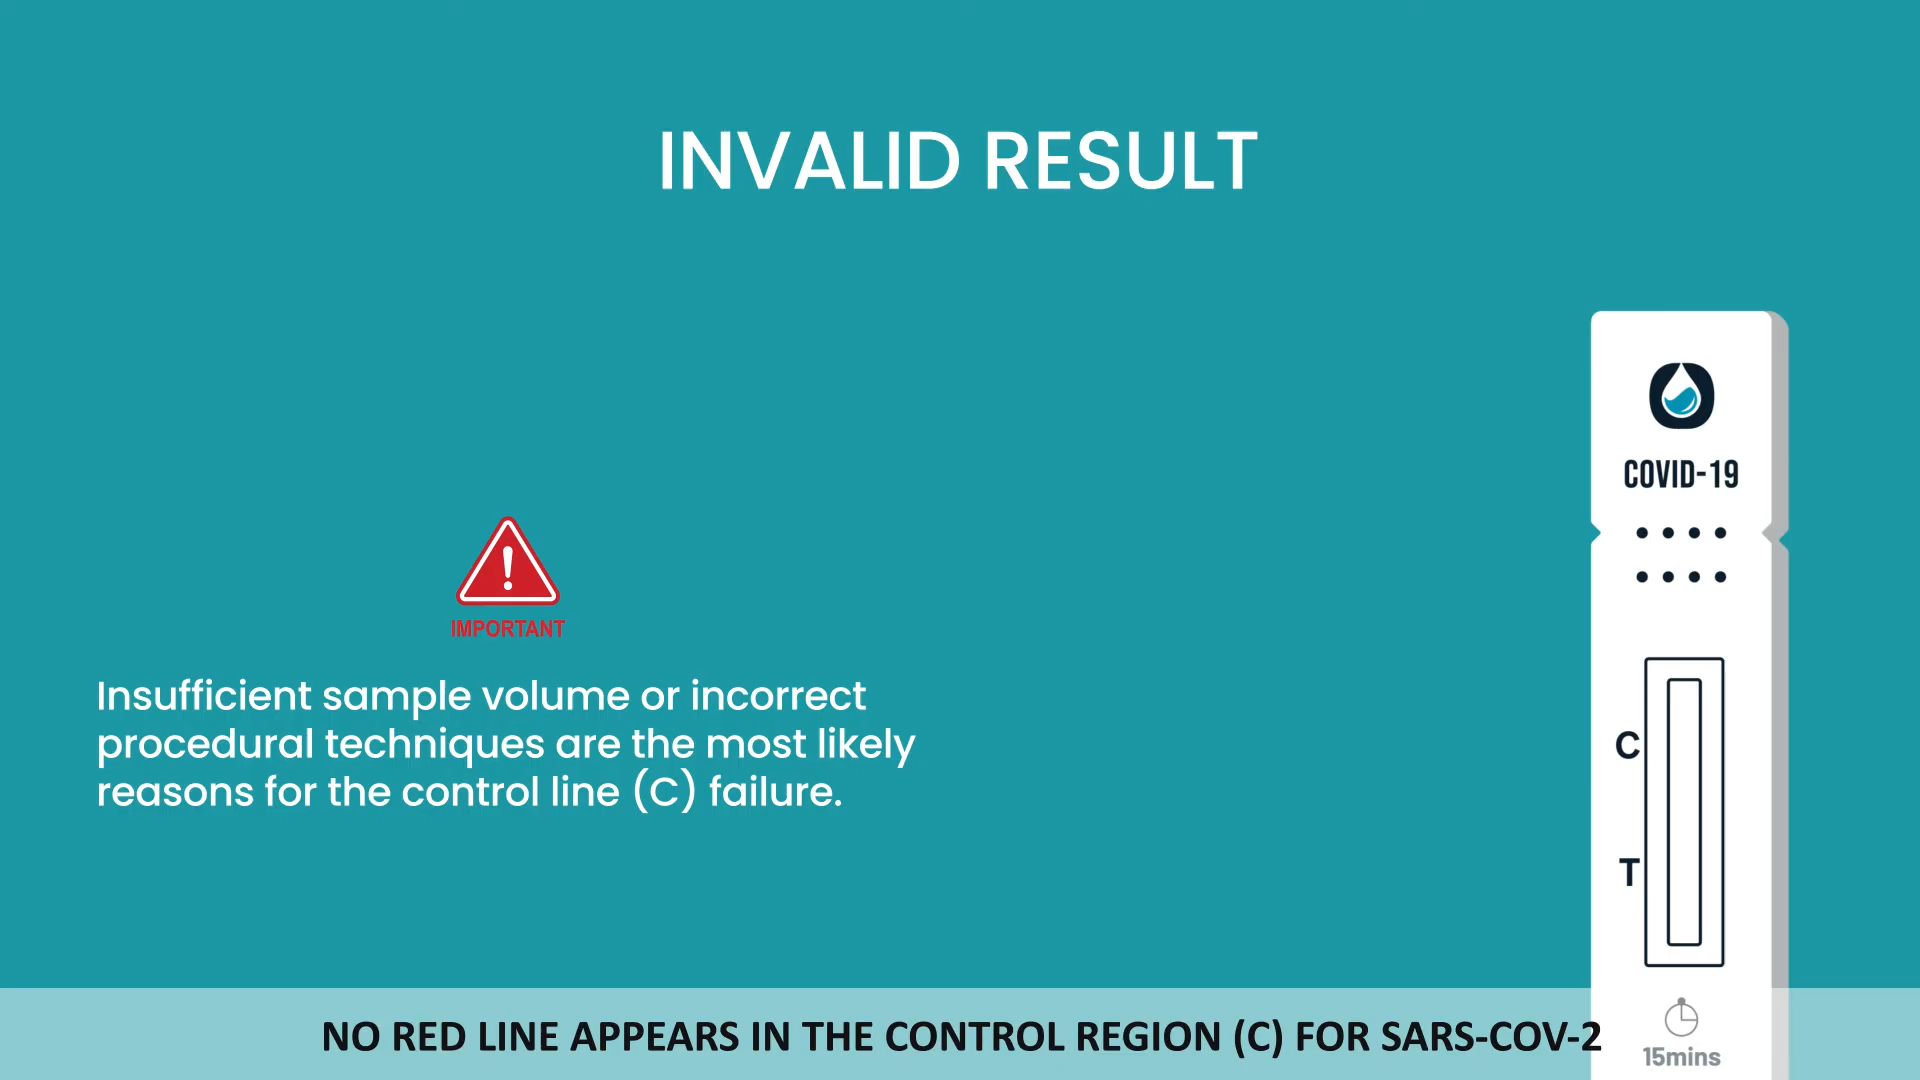 INVALID RESULT
COVID-19
IMPORTANT
Insufficient sample volume or incorrect
procedural techniques are the most likely
reasons for the control line (C) failure.
C
T
NO RED LINE APPEARS IN THE CONTROL REGION (C) FOR SARS-COV-2
15mins